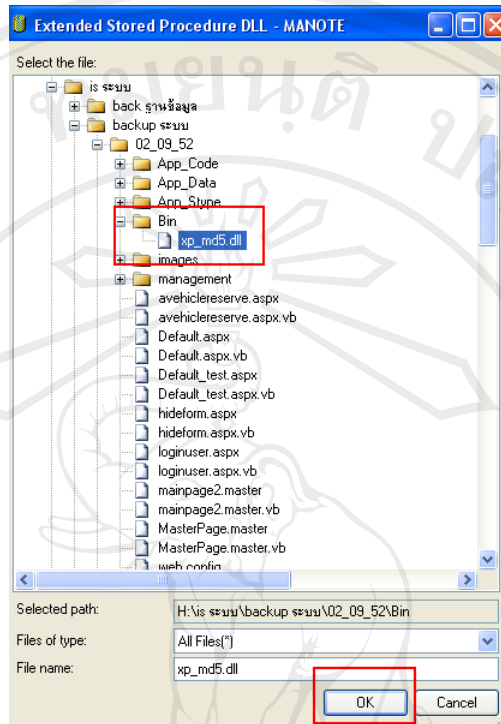 Extended Stored Procedure DLL - MANOTE
Select the file:
is ระบบ
back ฐานข้อมูล
backup ระบบ
02_09_52
App_Code
App_Data
App_Stype
Bin
xp_md5.dll
images
management
avehiclereserve.aspx
avehiclereserve.aspx.vb
Default.aspx
Default.aspx.vb
Default_test.aspx
Default_test.aspx.vb
hideform.aspx
hideform.aspx.vb
loginuser.aspx
loginuser.aspx.vb
mainpage2.master
mainpage2.master.vb
MasterPage.master
MasterPage.master.vb
web.config
Selected path: H:\is ระบบ\backup ระบบ\02_09_52\Bin
Files of type: All Files(*)
File name: xp_md5.dll
OK Cancel